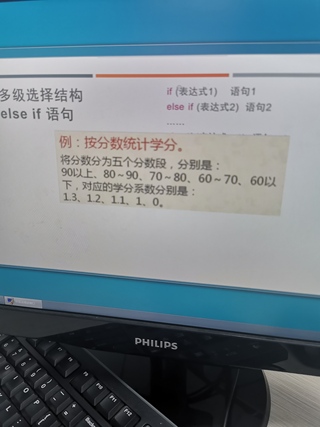 多级选择结构
else if 语句
if (表达式1) 语句1
else if (表达式2) 语句2
......
例：按分数统计学分。
将分数分为五个分数段，分别是：
90以上、80～90、70～80、60～70、60以
下，对应的学分系数分别是：
1.3、1.2、1.1、1、0。
PHILIPS